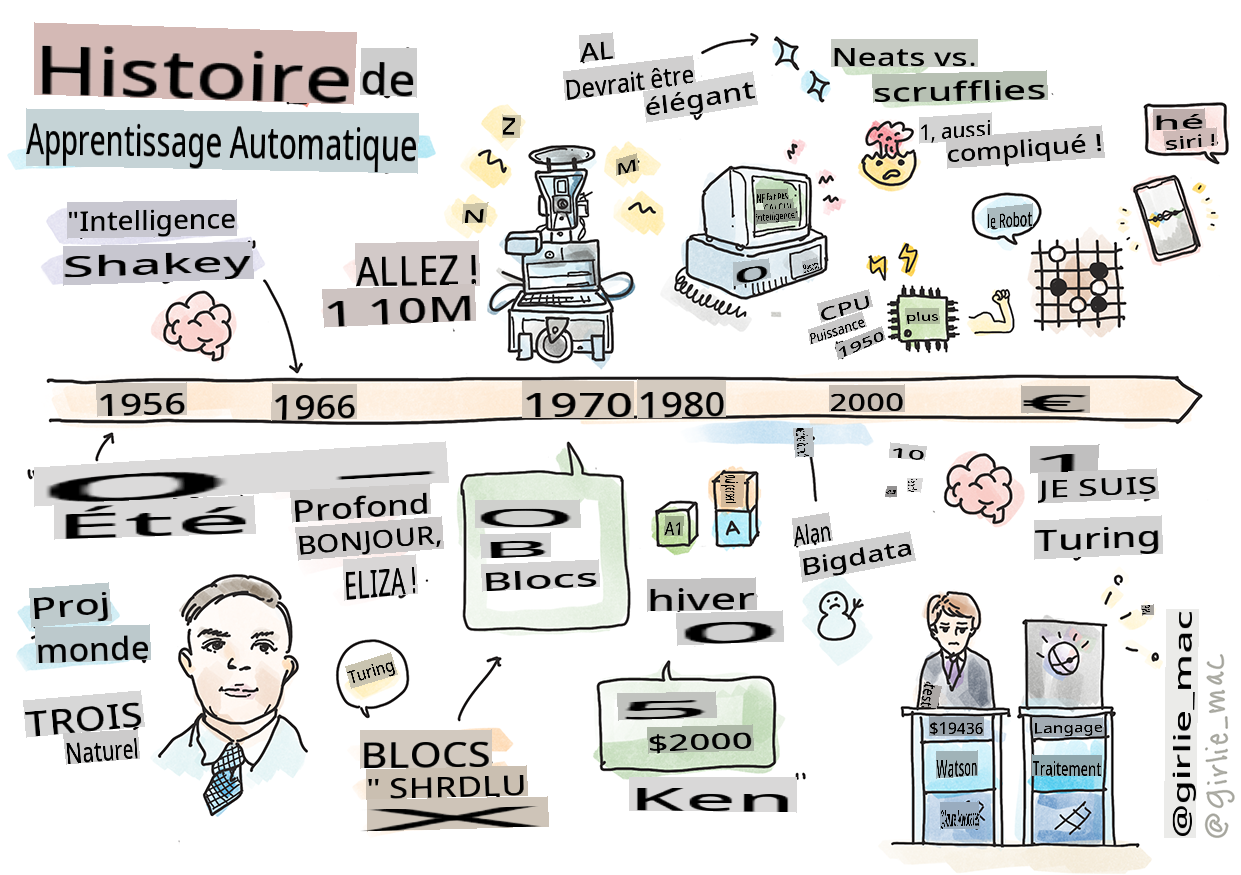 Histoire de
Apprentissage Automatique
"Intelligence
Shakey
ALLEZ !
1 10M
Z
N
M
AL
Devrait être
élégant
Neats vs.
scrufflies
1, aussi
compliqué !
hé
siri !
le Robot
O
CPU
Puissance
1950
plus
1956
1966
1970
1980
2000
€
"O —
Été
Profond
BONJOUR,
ELIZA !
Proj
monde
TROIS
Naturel
Turing
O
B
Blocs
BLOCS
" SHRDLU
A1
A
hiver
O
5
$2000
Ken"
Alan
Bigdata
10
1
JE SUIS
Turing
test
$19436
Watson
Langage
Traitement
@girlie_mac
@girlie_mac